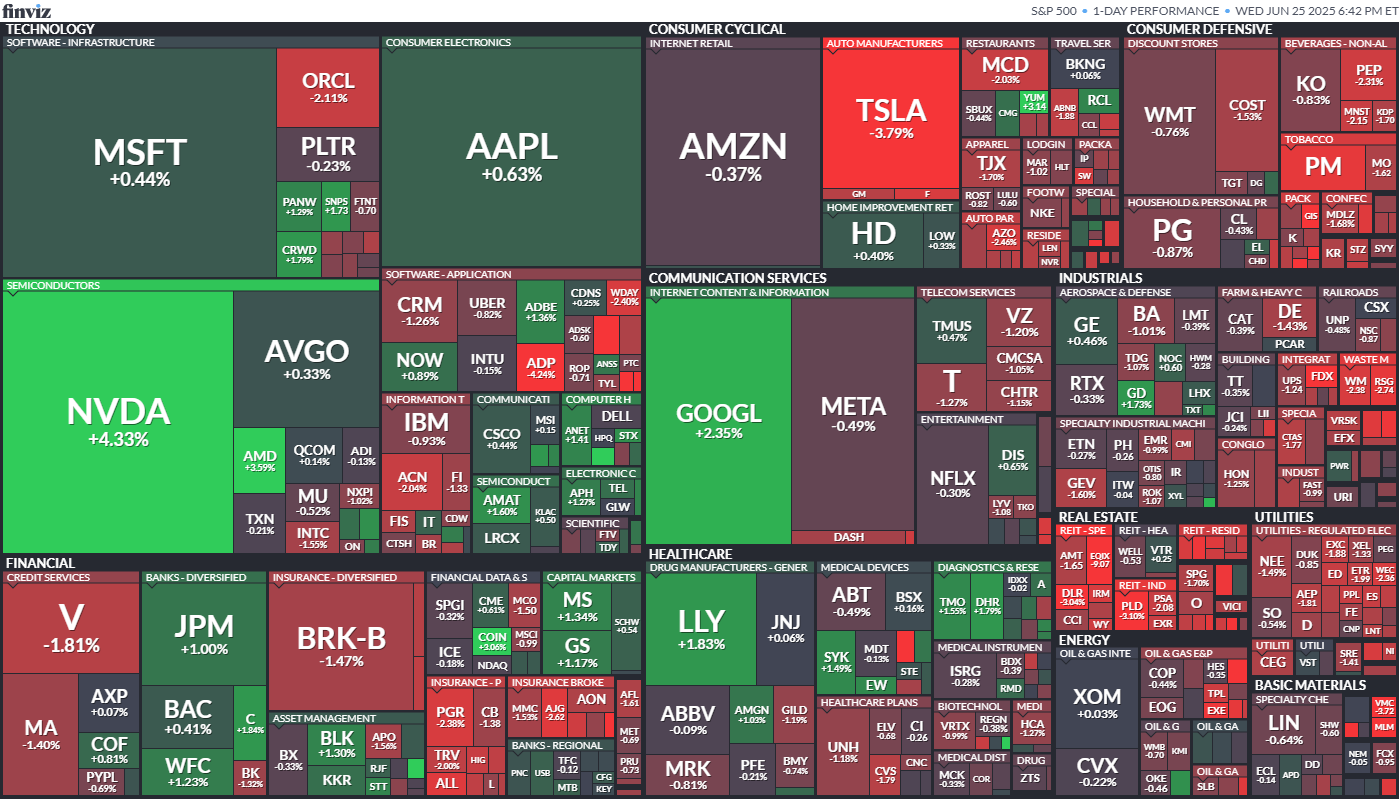 finviz
S&P 500 • 1-DAY PERFORMANCE • WED JUN 25 2025 6:42 PM ET
TECHNOLOGY
SOFTWARE - INFRASTRUCTURE
MSFT
+0.44%
ORCL
-2.11%
PLTR
-0.23%
PANW
+1.29%
SNPS
+1.73
FTNT
-0.70
CRWD
+1.79%
CONSUMER ELECTRONICS
AAPL
+0.63%
SEMICONDUCTORS
NVDA
+4.33%
AVGO
+0.33%
AMD
+3.59%
QCOM
+0.14%
ADI
-0.13%
TXN
-0.21%
MU
-0.52%
NXPI
-1.02%
INTC
-1.55%
ON
SOFTWARE - APPLICATION
CRM
-1.26%
UBER
-0.82%
ADBE
+1.36%
CDNS
+0.25%
WDAY
-2.40%
NOW
+0.89%
INTU
-0.15%
ADP
-4.24%
ADSK
-0.60
ROP
-0.71
ANSS
PTC
TYL
INFORMATION T
IBM
-0.93%
ACN
-2.04%
FI
-1.33
FIS
IT
CDW
CTSH
BR
COMMUNICATI
CSCO
+0.44%
MSI
+0.15
COMPUTER H
ANET
+1.41
DELL
HPQ
STX
SEMICONDUCT
AMAT
+1.60%
KLAC
+0.50
LRCX
ELECTRONIC C
APH
+1.27%
TEL
GLW
SCIENTIFIC
FTV
TDY
CONSUMER CYCLICAL
INTERNET RETAIL
AMZN
-0.37%
AUTO MANUFACTURERS
TSLA
-3.79%
GM
F
HOME IMPROVEMENT RET
HD
+0.40%
LOW
+0.33%
RESTAURANTS
MCD
-2.03%
SBUX
-0.44%
CMG
YUM
+3.14
TRAVEL SER
BKNG
+0.06%
ABNB
-1.88
RCL
CCL
APPAREL
TJX
-1.70%
ROST
-0.82
LULU
-0.60
LODGIN
MAR
-1.02
HLT
PACKA
IP
SW
FOOTW
NKE
SPECIAL
AUTO PAR
AZO
-2.46%
RESIDE
LEN
NVR
CONSUMER DEFENSIVE
DISCOUNT STORES
WMT
-0.76%
COST
-1.53%
TGT
DG
BEVERAGES - NON-AL
KO
-0.83%
PEP
-2.31%
MNST
-2.15
KDP
-1.70
TOBACCO
PM
MO
-1.62
HOUSEHOLD & PERSONAL PR
PG
-0.87%
CL
-0.43%
EL
CHD
PACK
GIS
K
CONFEC
MDLZ
-1.68%
KR
STZ
SYY
COMMUNICATION SERVICES
INTERNET CONTENT & INFORMATION
GOOGL
+2.35%
META
-0.49%
DASH
TELECOM SERVICES
TMUS
+0.47%
VZ
-1.20%
T
-1.27%
CMCSA
-1.05%
CHTR
-1.15%
ENTERTAINMENT
NFLX
-0.30%
DIS
+0.65%
LYV
-1.08
TKO
INDUSTRIALS
AEROSPACE & DEFENSE
GE
+0.46%
BA
-1.01%
LMT
-0.39%
RTX
-0.33%
TDG
-1.07%
NOC
+0.60
HWM
-0.28
GD
+1.73%
LHX
TXT
FARM & HEAVY C
CAT
-0.39%
DE
-1.43%
PCAR
RAILROADS
UNP
-0.48%
CSX
NSC
-0.87
BUILDING
TT
-0.35%
JCI
-0.24%
LII
INTEGRAT
UPS
-1.24
FDX
WASTE M
WM
-2.38
RSG
-2.74
SPECIALTY INDUSTRIAL MACHI
ETN
-0.27%
PH
-0.26
EMR
-0.99%
CMI
GEV
-1.60%
ITW
-0.04
OTIS
-0.80
IR
ROK
-1.07
XYL
CONGLO
HON
-1.25%
SPECIA
CTAS
-1.77
VRSK
EFX
INDUST
FAST
-0.99
PWR
URI
FINANCIAL
CREDIT SERVICES
V
-1.81%
MA
-1.40%
AXP
+0.07%
COF
+0.81%
PYPL
-0.69%
BANKS - DIVERSIFIED
JPM
+1.00%
BAC
+0.41%
C
+1.84%
WFC
+1.23%
BK
-1.32%
INSURANCE - DIVERSIFIED
BRK-B
-1.47%
ASSET MANAGEMENT
BX
-0.33%
BLK
+1.30%
APO
-1.56%
KKR
RJF
STT
FINANCIAL DATA & S
SPGI
-0.32%
CME
+0.61%
MCO
-1.50
ICE
-0.18%
COIN
+3.06%
MSCI
-0.99
NDAQ
CAPITAL MARKETS
MS
+1.34%
GS
+1.17%
SCHW
+0.54
INSURANCE - P
PGR
-2.38%
CB
-1.38
TRV
-2.00%
HIG
ALL
L
INSURANCE BROKE
MMC
-1.53%
AJG
-2.62
AON
AFL
-1.61
MET
-0.69
PRU
-0.73
BANKS - REGIONAL
PNC
USB
TFC
-0.12
MTB
CFG
KEY
HEALTHCARE
DRUG MANUFACTURERS - GENER
LLY
+1.83%
JNJ
+0.06%
ABBV
-0.09%
AMGN
+1.03%
GILD
-1.19%
MRK
-0.81%
PFE
-0.21%
BMY
-0.74%
MEDICAL DEVICES
ABT
-0.49%
BSX
+0.16%
SYK
+1.49%
MDT
-0.13%
STE
EW
HEALTHCARE PLANS
UNH
-1.18%
ELV
-0.68
CI
-0.26
CVS
-1.79
CNC
DIAGNOSTICS & RESE
TMO
+1.55%
DHR
+1.79%
IDXX
-0.02
A
MEDICAL INSTRUMEN
ISRG
-0.28%
BDX
-0.39
RMD
BIOTECHNOL
VRTX
-0.99%
REGN
-0.38%
MEDI
HCA
-1.27%
MEDICAL DIST
MCK
-0.33%
COR
DRUG
ZTS
REAL ESTATE
REIT - SPE
AMT
-1.65
EQIX
-9.07
DLR
-3.04%
IRM
CCI
WY
REIT - HEA
WELL
-0.53
VTR
+0.25
REIT - IND
PLD
-3.10%
PSA
-2.08
EXR
REIT - RESID
SPG
-1.70%
O
VICI
ENERGY
OIL & GAS INTE
XOM
+0.03%
CVX
-0.22%
OIL & GAS E&P
COP
-0.44%
HES
-0.35
EOG
TPL
EXE
OIL & G
WMB
-0.70
KMI
OKE
-0.46
OIL & GA
OIL & GA
SLB
UTILITIES
UTILITIES - REGULATED ELEC
NEE
-1.49%
DUK
-0.85
EXC
-1.88
XEL
-1.33
PEG
SO
-0.54
ED
ETR
-1.99
WEC
-2.36
AEP
-1.81
PPL
ES
D
FE
CNP
LNT
UTILITI
CEG
UTILI
VST
SRE
-1.41
NI
BASIC MATERIALS
SPECIALTY CHE
LIN
-0.64%
SHW
-0.60
ECL
-0.14
APD
DD
VMC
-3.72
MLM
NEM
-0.05
FCX
-0.95